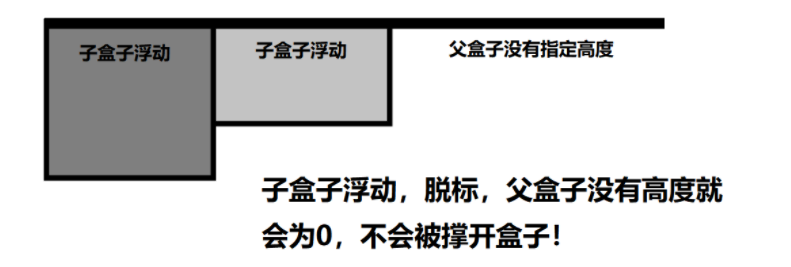 子盒子浮动
子盒子浮动
父盒子没有指定高度
子盒子浮动，脱标，父盒子没有高度就
会为0，不会被撑开盒子！